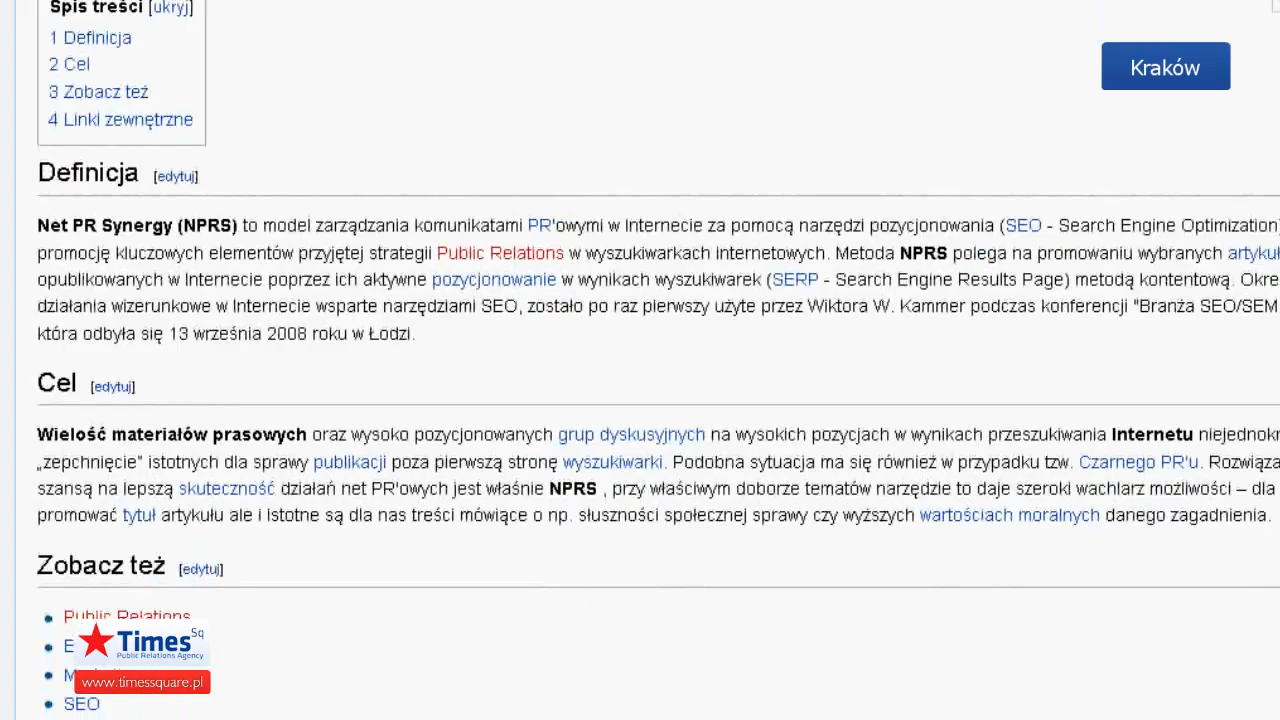 Spis treści [ukryj]
1 Definicja
2 Cel
3 Zobacz też
4 Linki zewnętrzne
Kraków
Definicja [edytuj]
Net PR Synergy (NPRS) to model zarządzania komunikatami PR'owymi w Internecie za pomocą narzędzi pozycjonowania (SEO - Search Engine Optimization)
promocję kluczowych elementów przyjętej strategii Public Relations w wyszukiwarkach internetowych. Metoda NPRS polega na promowaniu wybranych
opublikowanych w Internecie poprzez ich aktywne pozycjonowanie w wynikach wyszukiwarek (SERP - Search Engine Results Page) metodą kontentową.
działania wizerunkowe w Internecie wsparte narzędziami SEO, zostało po raz pierwszy użyte przez Wiktora W. Kammer podczas konferencji "Branża SEO/SEM
która odbyła się 13 września 2008 roku w Łodzi.
Cel [edytuj]
Wielość materiałów prasowych oraz wysoko pozycjonowanych grup dyskusyjnych na wysokich pozycjach w wynikach przeszukiwania Internetu
„zepchnięcie” istotnych dla sprawy publikacji poza pierwszą stronę wyszukiwarki. Podobna sytuacja ma się również w przypadku tzw. Czarnego PR'u.
szansą na lepszą skuteczność działań net PR'owych jest właśnie NPRS , przy właściwym doborze tematów narzędzie to daje szeroki wachlarz możliwości – dla
promować tytuł artykułu ale i istotne są dla nas treści mówiące o np. słuszności społecznej sprawy czy wyższych wartościach moralnych danego zagadnienia.
Zobacz też [edytuj]
Public Relations
Times Sq
Public Relations Agency
www.timessquare.pl
SEO